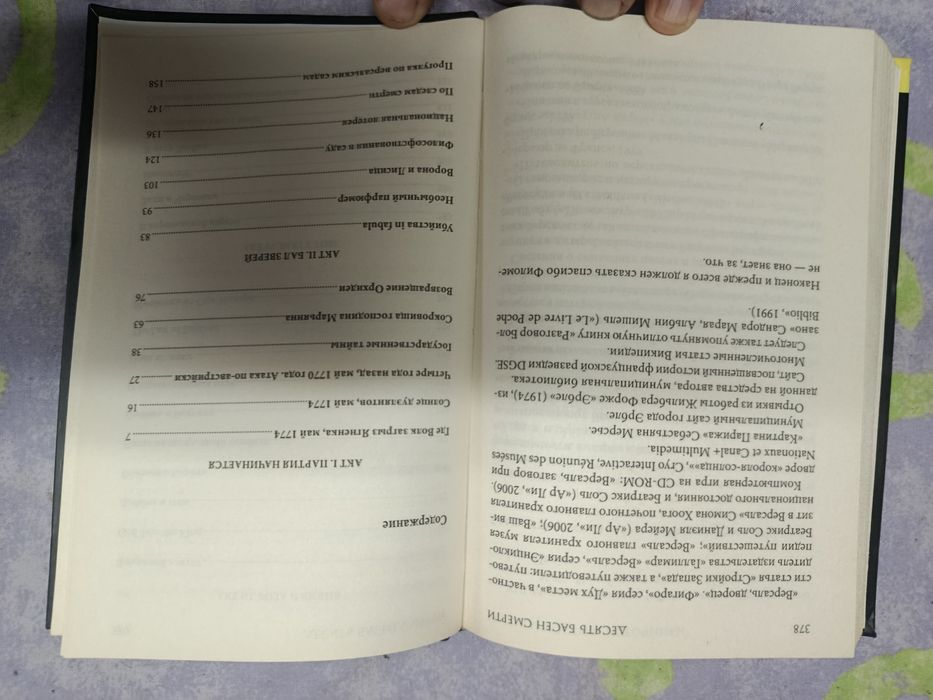 378
ДЕСЯТЬ БАСЕН СМЕРТИ
«Версаль, дворец». «Фигаро», серия «Дух места», в частно-
сти статья «Стройки Запада», а также путеводители: путево-
дитель издательства «Галлимар» «Версаль», серия «Энцикло-
педии путешествий»; «Версаль» главного хранителя музея
Беатрикс Соль и Даниэля Мейера («Ар Ли», 2006); «Ваш ви-
зит в Версаль» Симона Хоога, почетного главного хранителя
национального достояния, и Беатрикс Соль («Ар Ли», 2006).
Компьютерная игра на CD-ROM: «Версаль, заговор при
дворе «короля-солнца»», Cryo Interactive, Réunion des Musées
Nationaux et Canal+ Multimedia.
«Картина Парижа» Себастьяна Мерсье.
Муниципальный сайт города Эрбле.
Отрывки из работы Жильбера Форже «Эрбле» (1974), из-
данной на средства автора, муниципальная библиотека.
Сайт, посвященный истории французской разведки DGSE.
Многочисленные статьи Википедии.
Следует также упомянуть отличную книгу «Разговор Бол
зано» Сандора Марая, Альбин Мишель («Le Livre de Poche
Biblio», 1991).
Наконец и прежде всего я должен сказать спасибо Филоме-
не — она знает, за что.
Содержание
АКТ I. ПАРТИЯ НАЧИНАЕТСЯ
Где Волк загрыз Ягненка, май 1774 7
Солнце дуэлянтов, май 1774 16
Четыре года назад, май 1770 года. Атака по-австрийски 27
Государственные тайны 38
Сокровища господина Марьянна 63
Возвращение Орхидеи 76
АКТ II. БАЛ ЗВЕРЕЙ
Убийства in fabula 83
Необычный парфюмер 93
Ворона и Лисица 103
Философствования в саду 124
Национальная лотерея 136
По следам смерти 147
Прогулка по версальским садам 158